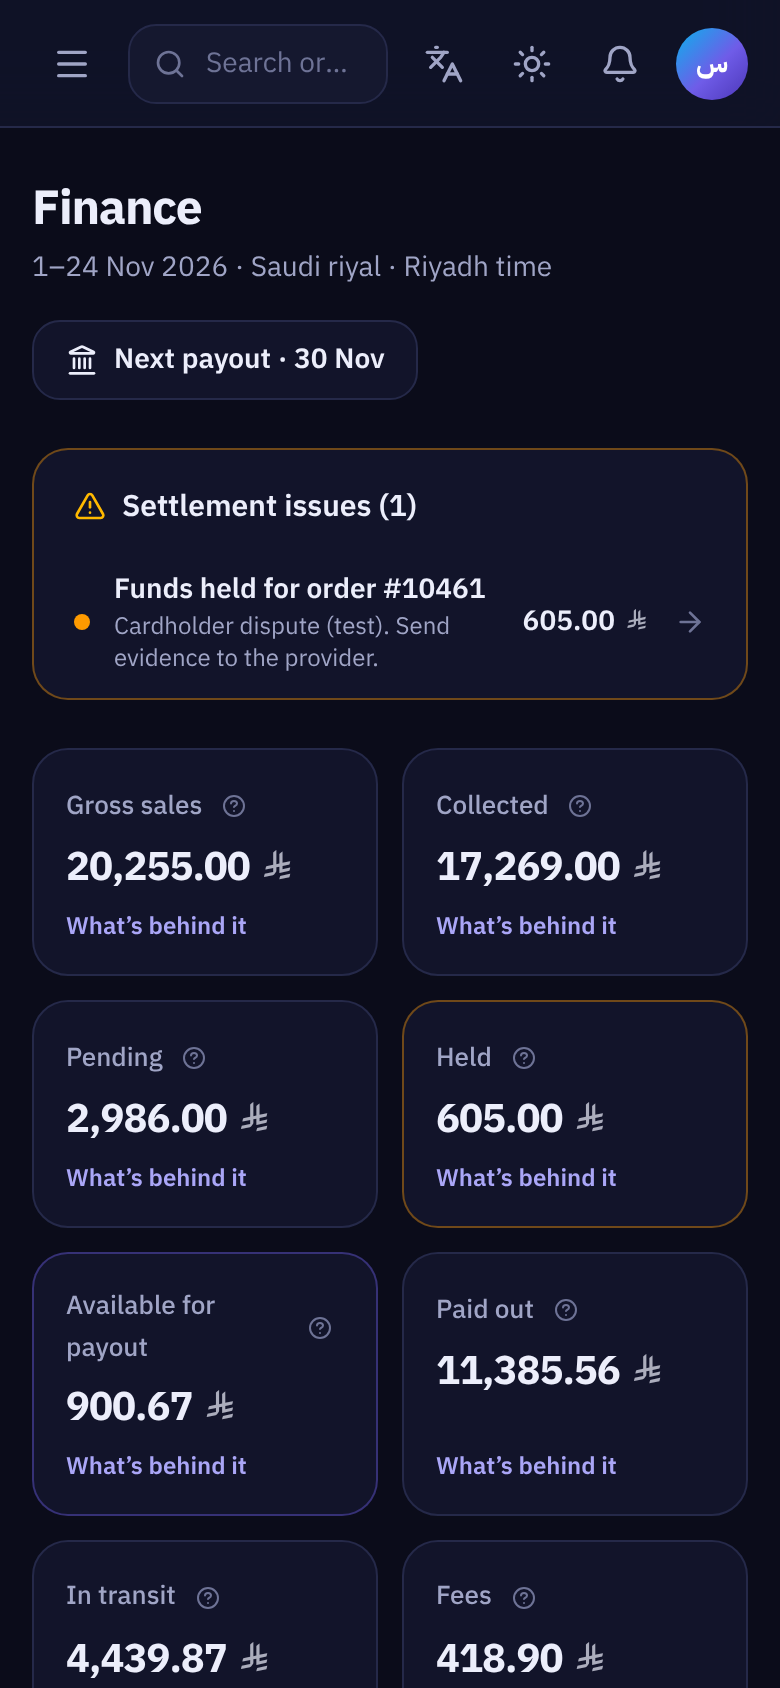 Search or...
س
Finance
1–24 Nov 2026 · Saudi riyal · Riyadh time
Next payout · 30 Nov
Settlement issues (1)
Funds held for order #10461
Cardholder dispute (test). Send
evidence to the provider.
605.00 ⃁
Gross sales
20,255.00 ⃁
What’s behind it
Collected
17,269.00 ⃁
What’s behind it
Pending
2,986.00 ⃁
What’s behind it
Held
605.00 ⃁
What’s behind it
Available for
payout
900.67 ⃁
What’s behind it
Paid out
11,385.56 ⃁
What’s behind it
In transit
4,439.87 ⃁
Fees
418.90 ⃁